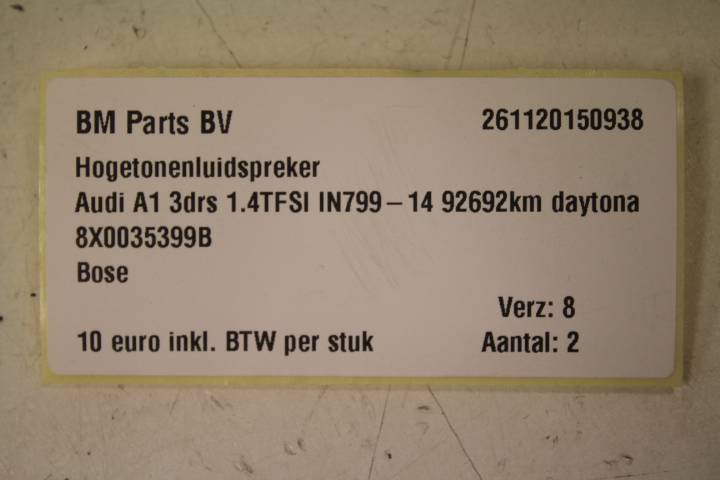 BM Parts BV 261120150938
Hogetonenluidspreker
Audi A1 3drs 1.4TFSI IN799-14 92692km daytona
8X0035399B
Bose
Verz: 8
10 euro inkl. BTW per stuk Aantal: 2